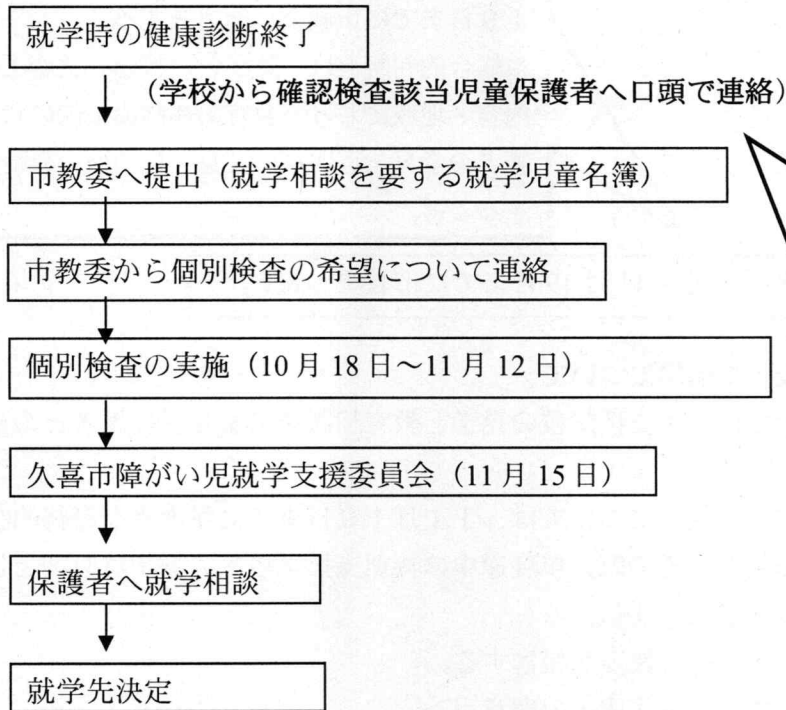 就学時の健康診断終了
(学校から確認検査該当児童保護者へ口頭で連絡)
市教委へ提出(就学相談を要する就学児童名簿)
市教委から個別検査の希望について連絡
個別検査の実施(10月18日~11月12日)
久喜市障がい児就学支援委員会(11月15日)
保護者へ就学相談
就学先決定